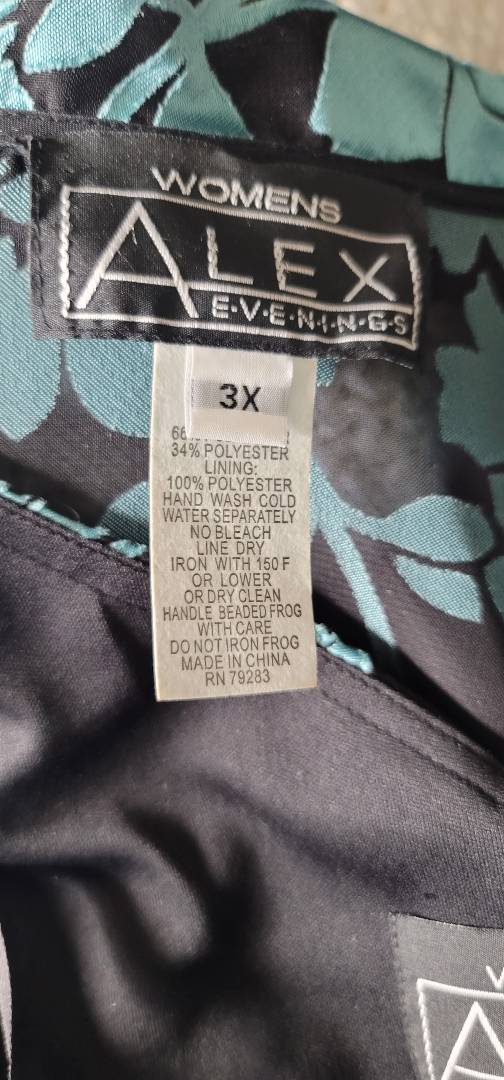 WOMENS
ALEX
E·V·E·N·I·N·G·S
3X
34% POLYESTER
LINING:
100% POLYESTER
HAND WASH COLD
WATER SEPARATELY
NO BLEACH
LINE DRY
IRON WITH 150 F
OR LOWER
OR DRY CLEAN
HANDLE BEADED FROG
WITH CARE
DO NOT IRON FROG
MADE IN CHINA
RN 79283